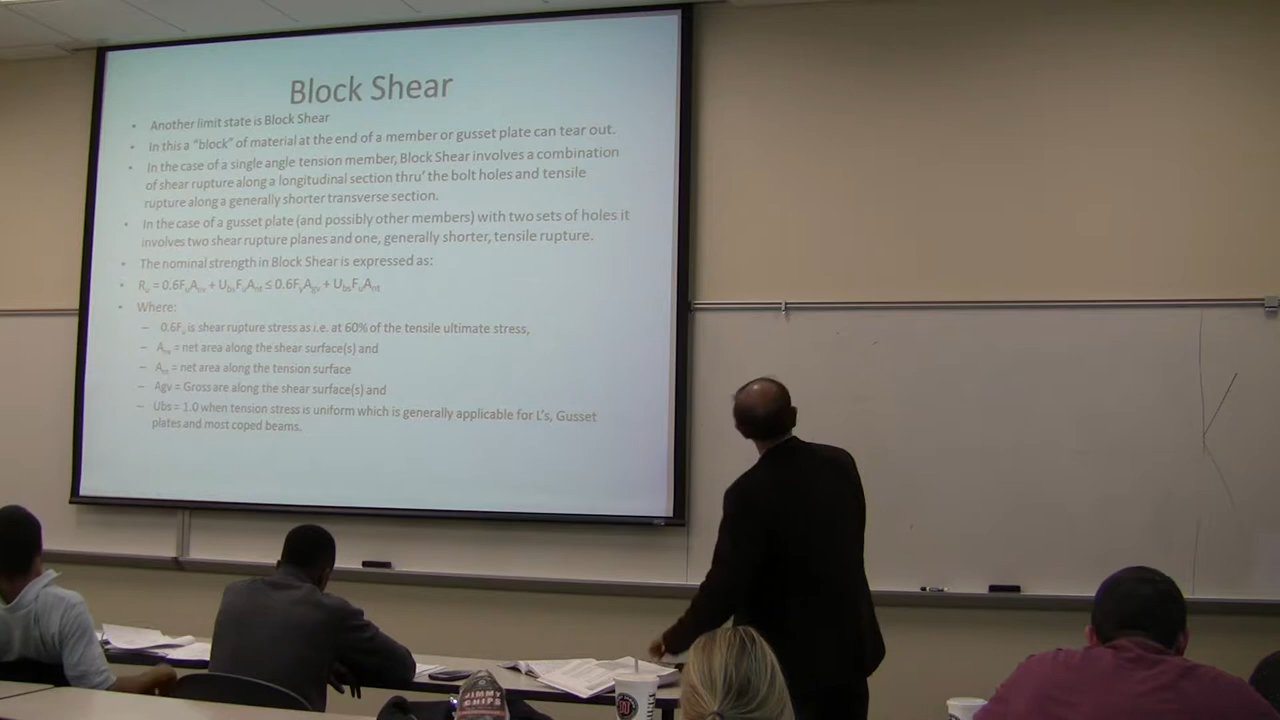 Block Shear
• Another limit state is Block Shear
• In this a “block” of material at the end of a member or gusset plate can tear out.
• In the case of a single angle tension member, Block Shear involves a combination
of shear rupture along a longitudinal section thru’ the bolt holes and tensile
rupture along a generally shorter transverse section.
• In the case of a gusset plate (and possibly other members) with two sets of holes it
involves two shear rupture planes and one, generally shorter, tensile rupture.
• The nominal strength in Block Shear is expressed as:
• = 0.6FᵤAnv + UbsFᵤAnt ≤ 0.6FyAgv + UbsFᵤAnt
• Where:
– 0.6Fᵤ is shear rupture stress as i.e. at 60% of the tensile ultimate stress,
– Anv = net area along the shear surface(s) and
– Ant = net area along the tension surface
– Agv = Gross are along the shear surface(s) and
– Ubs = 1.0 when tension stress is uniform which is generally applicable for L’s, Gusset
plates and most coped beams.
JIMMY
CHIPS